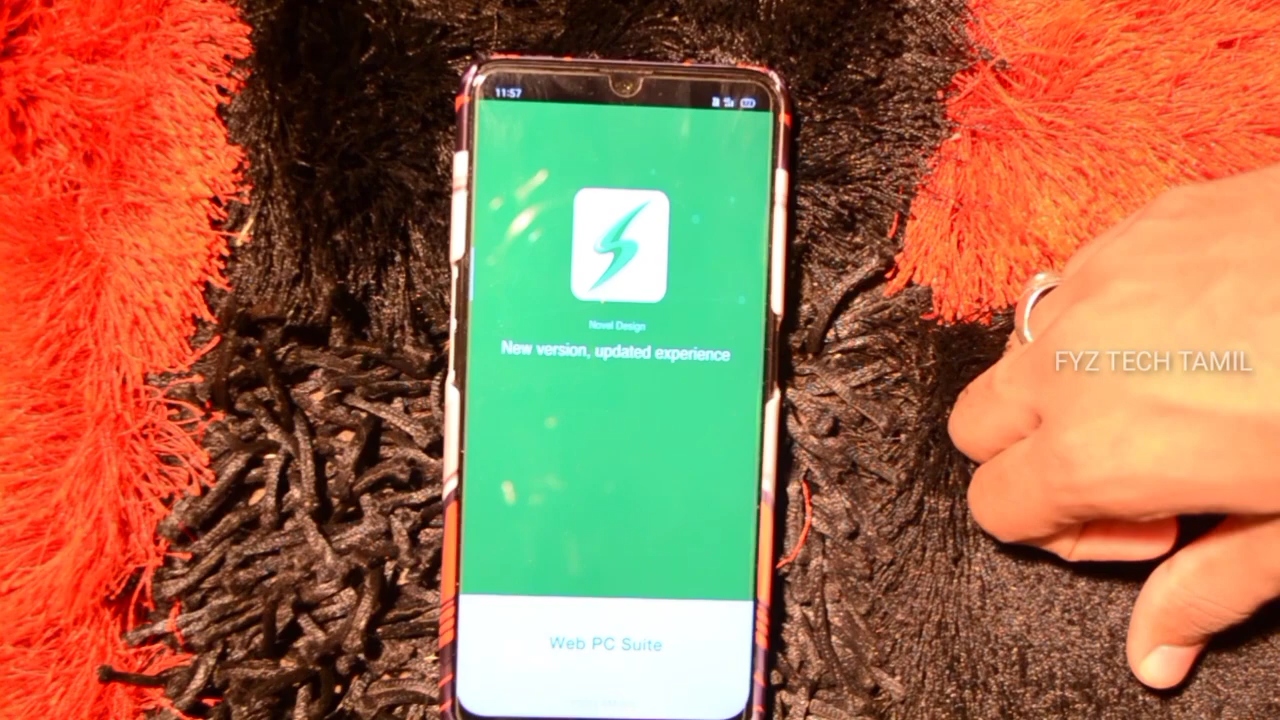 11:57
Novel Design
New version, updated experience
FYZ TECH TAMIL
Web PC Suite